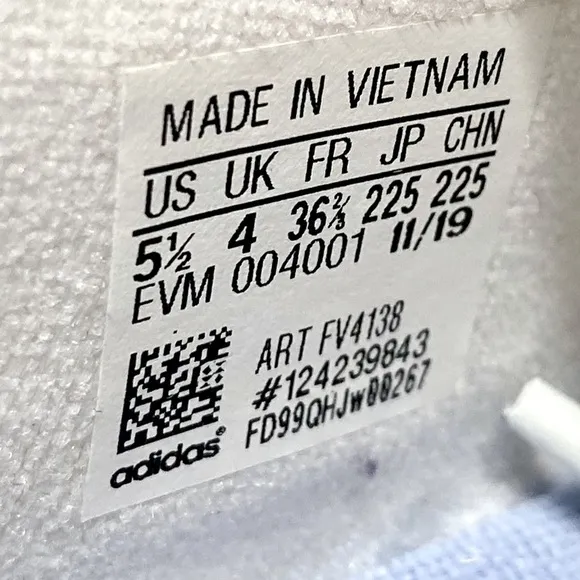 MADE IN VIETNAM
US UK FR JP CHN
5½ 4 36⅔ 225 225
EVM 004001 11/19
ART FV4138
#124239843
FD99QHJw00267
adidas®